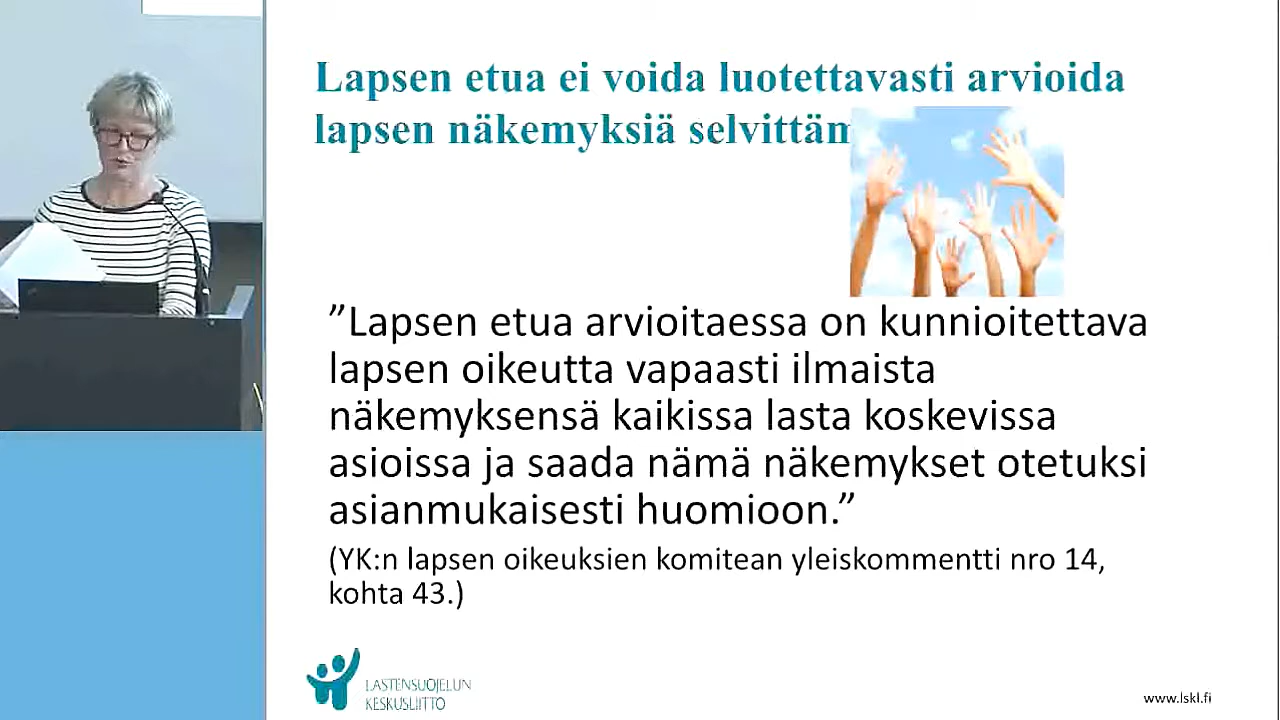 Lapsen etua ei voida luotettavasti arvioida
lapsen näkemyksiä selvittäm
”Lapsen etua arvioitaessa on kunnioitettava
lapsen oikeutta vapaasti ilmaista
näkemyksensä kaikissa lasta koskevissa
asioissa ja saada nämä näkemykset otetuksi
asianmukaisesti huomioon.”
(YK:n lapsen oikeuksien komitean yleiskommentti nro 14,
kohta 43.)
LASTENSUOJELUN
KESKUSLIITTO
www.lskl.fi